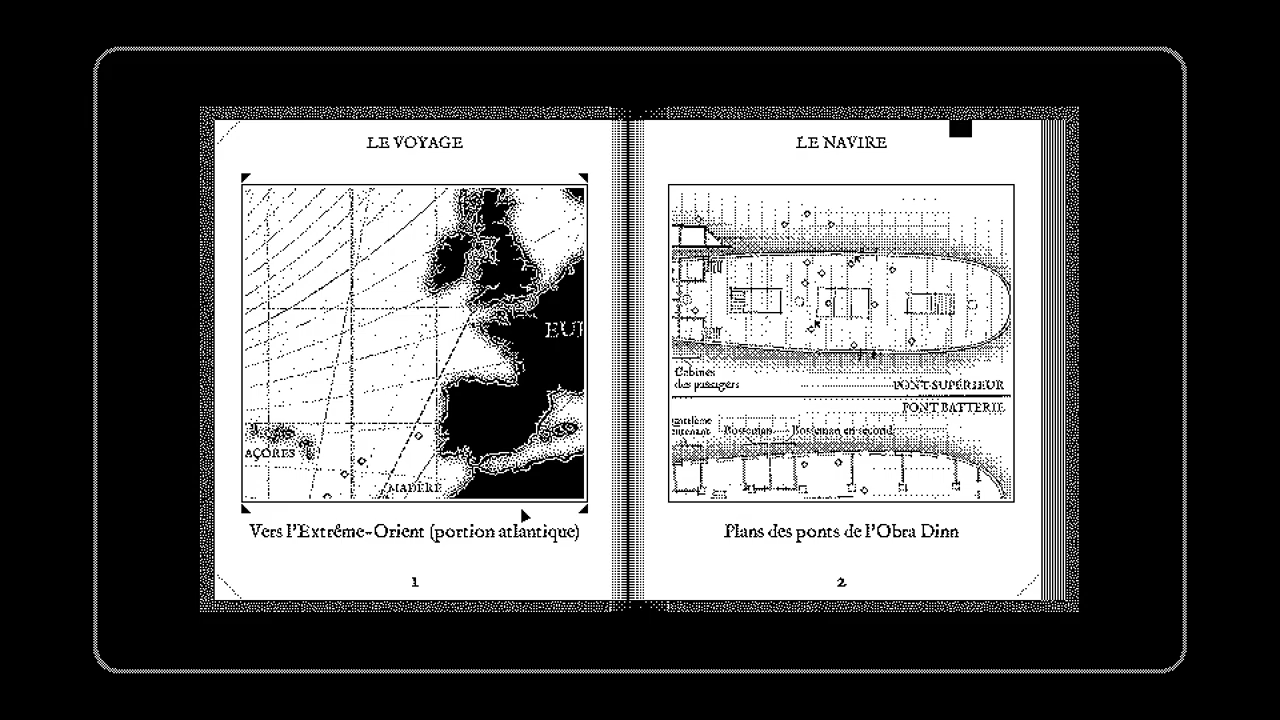 LE VOYAGE
EUR
AÇORES
MADÈRE
Vers l'Extrême-Orient (portion atlantique)
1
LE NAVIRE
Cabines
des passagers
PONT SUPÉRIEUR
PONT BATTERIE
Bosseman
Bosseman en second
Plans des ponts de l'Obra Dinn
2